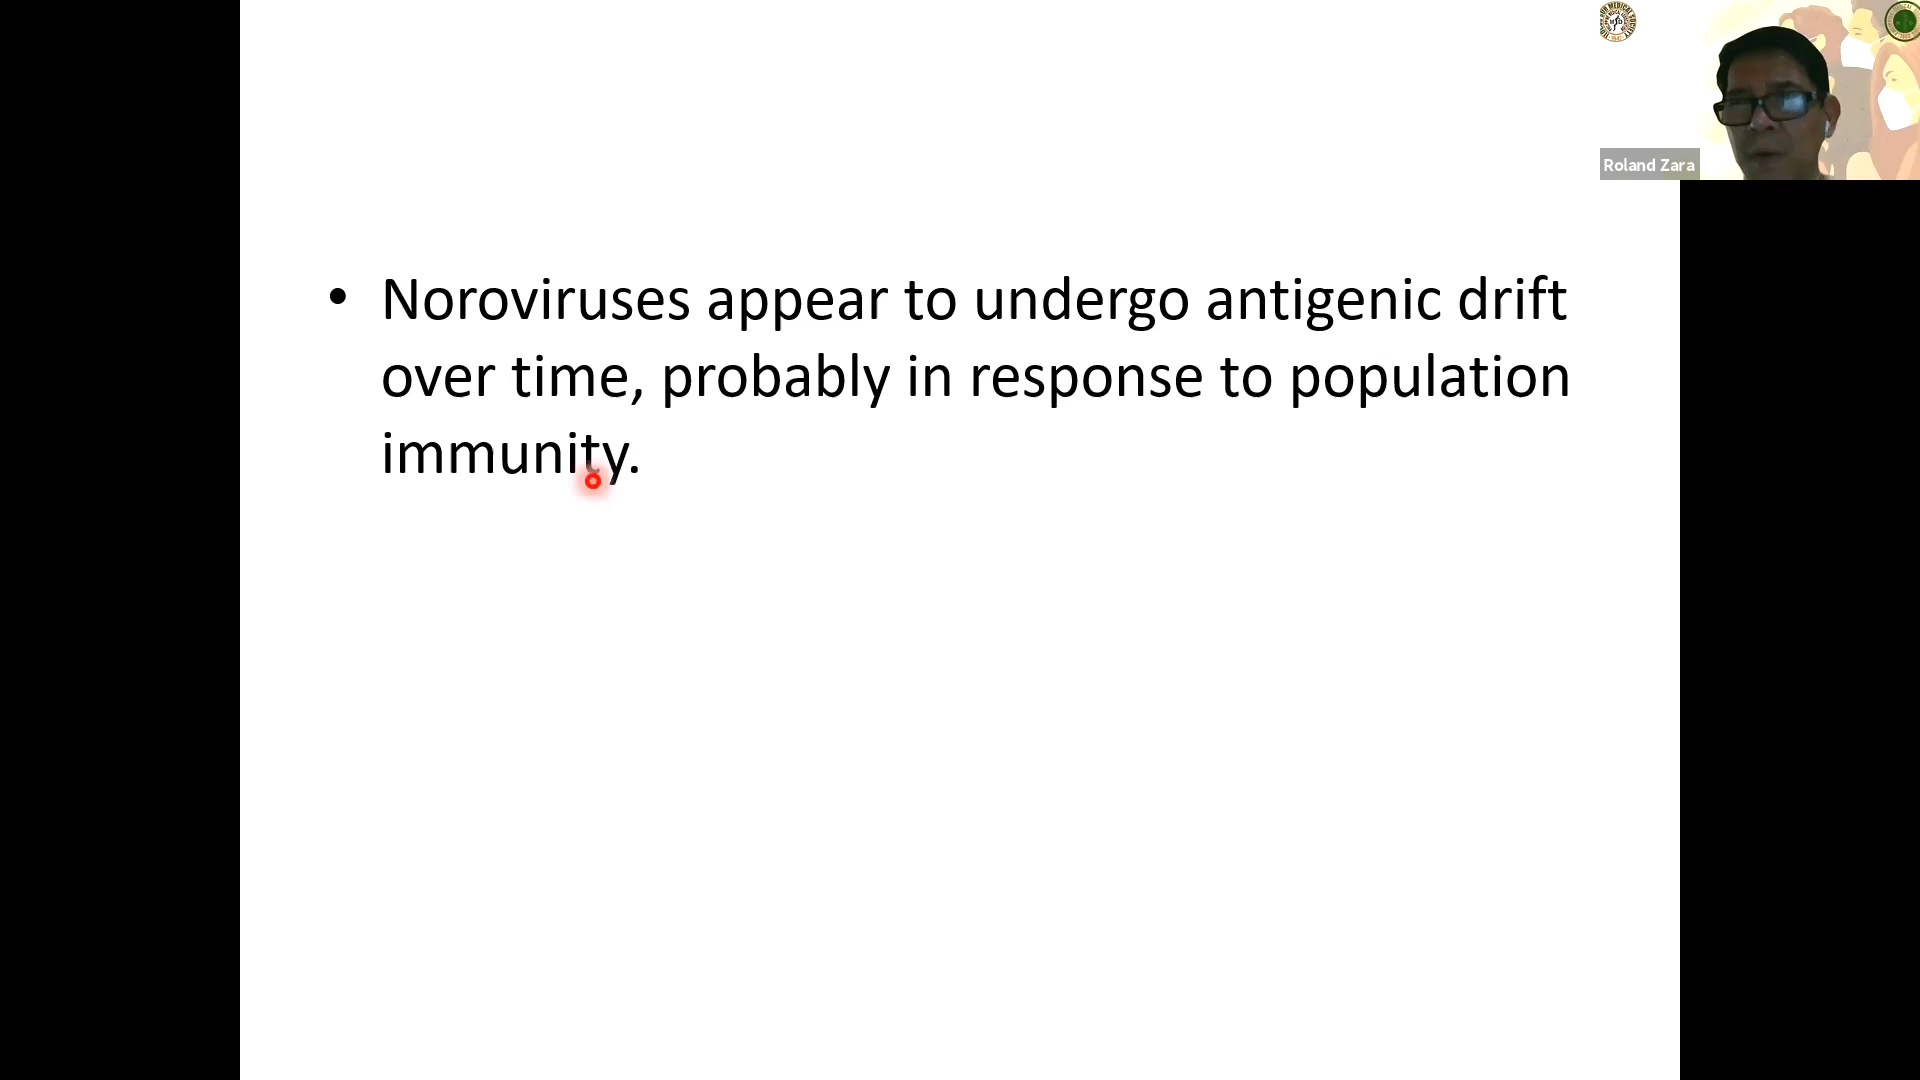 • Noroviruses appear to undergo antigenic drift
over time, probably in response to population
immunity.
Roland Zara